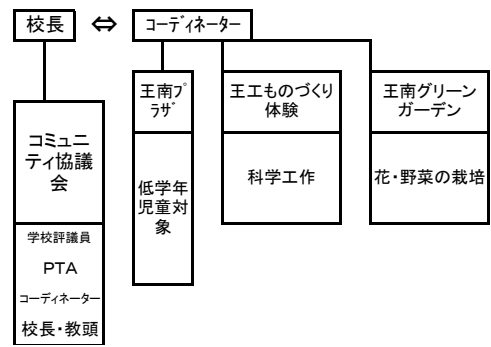 校長 ⇔ コーディネーター
コミュニ
ティ協議
会
学校評議員
PTA
コーディネーター
校長・教頭
王南プ
ラザ
低学年
児童対
象
王工ものづくり
体験
科学工作
王南グリーン
ガーデン
花・野菜の栽培